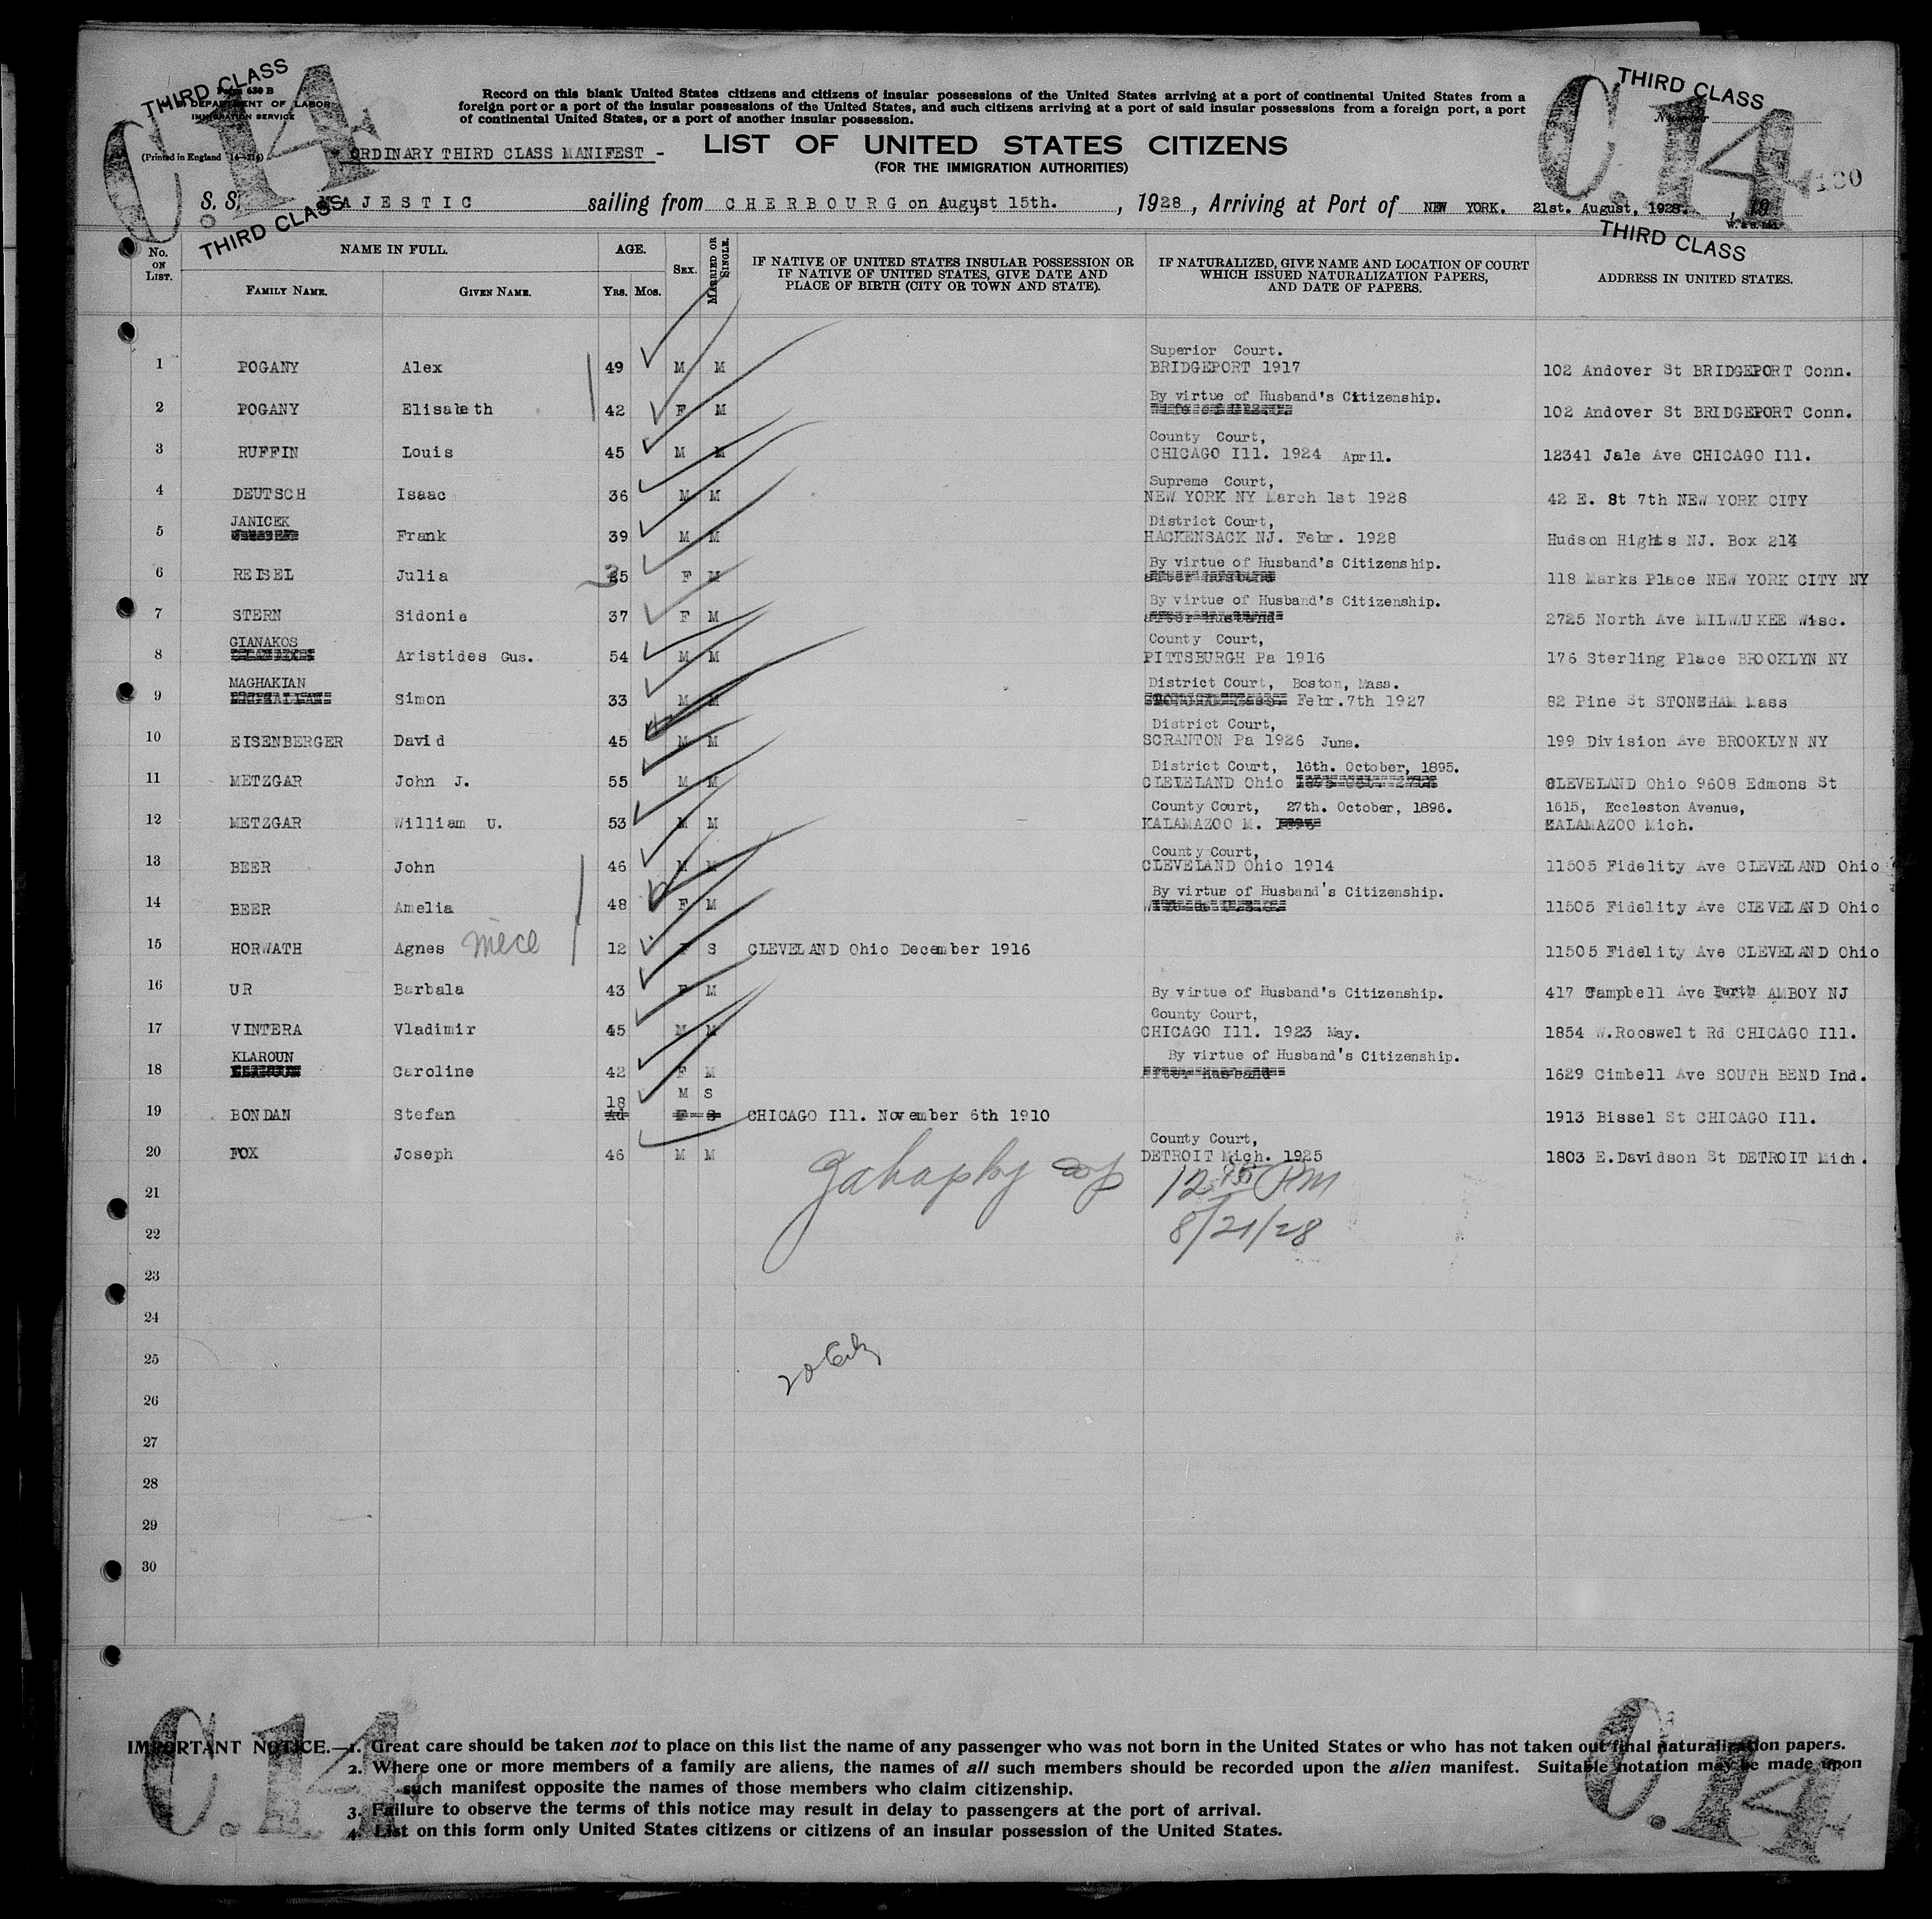 THIRD CLASS
C.14
Form 630 B
U.S. DEPARTMENT OF LABOR
IMMIGRATION SERVICE
(Printed in England
Record on this blank United States citizens and citizens of insular possessions of the United States arriving at a port of continental United States from a
foreign port or a port of the insular possessions of the United States, and such citizens arriving at a port of said insular possessions from a foreign port, a port
of continental United States, or a port of another insular possession.
THIRD CLASS
C.14
Number
- ORDINARY THIRD CLASS MANIFEST -
LIST OF UNITED STATES CITIZENS
(FOR THE IMMIGRATION AUTHORITIES)
S. S. MAJESTIC sailing from CHERBOURG on August 15th. , 1928, Arriving at Port of NEW YORK. 21st. August, 1928. , 19
THIRD CLASS
THIRD CLASS
No. ON LIST. NAME IN FULL. AGE. SEX. MARRIED OR SINGLE. IF NATIVE OF UNITED STATES INSULAR POSSESSION OR IF NATIVE OF UNITED STATES, GIVE DATE AND PLACE OF BIRTH (CITY OR TOWN AND STATE). IF NATURALIZED, GIVE NAME AND LOCATION OF COURT WHICH ISSUED NATURALIZATION PAPERS, AND DATE OF PAPERS. ADDRESS IN UNITED STATES.
FAMILY NAME. GIVEN NAME. YRS. MOS.
Superior Court.
1 POGANY Alex 49 M M BRIDGEPORT 1917 102 Andover St BRIDGEPORT Conn.
By virtue of Husband's Citizenship.
2 POGANY Elisabeth 42 F M 102 Andover St BRIDGEPORT Conn.
County Court,
3 RUFFIN Louis 45 M M CHICAGO Ill. 1924 April. 12341 Jale Ave CHICAGO Ill.
Supreme Court,
4 DEUTSCH Isaac 36 M M NEW YORK NY March 1st 1928 42 E. St 7th NEW YORK CITY
JANICEK District Court,
5 Frank 39 M M HACKENSACK NJ. Febr. 1928 Hudson Hights NJ. Box 214
By virtue of Husband's Citizenship.
6 REISEL Julia 35 F M 118 Marks Place NEW YORK CITY NY
By virtue of Husband's Citizenship.
7 STERN Sidonie 37 F M 2725 North Ave MILWAUKEE Wisc.
GIANAKOS County Court,
8 Aristides Gus. 54 M M PITTSBURGH Pa 1916 176 Sterling Place BROOKLYN NY
MAGHAKIAN District Court, Boston, Mass.
9 Simon 33 M M Febr.7th 1927 82 Pine St STONEHAM Mass
District Court,
10 EISENBERGER David 45 M M SCRANTON Pa 1926 June. 199 Division Ave BROOKLYN NY
District Court, 16th. October, 1895.
11 METZGAR John J. 55 M M CLEVELAND Ohio CLEVELAND Ohio 9608 Edmons St
County Court, 27th. October, 1896. 1615, Eccleston Avenue,
12 METZGAR William U. 53 M M KALAMAZOO M. KALAMAZOO Mich.
County Court,
13 BEER John 46 M M CLEVELAND Ohio 1914 11505 Fidelity Ave CLEVELAND Ohio
By virtue of Husband's Citizenship.
14 BEER Amelia 48 F M 11505 Fidelity Ave CLEVELAND Ohio
15 HORWATH Agnes niece 12 F S CLEVELAND Ohio December 1916 11505 Fidelity Ave CLEVELAND Ohio
16 UR Barbala 43 F M By virtue of Husband's Citizenship. 417 Campbell Ave Perth AMBOY NJ
County Court,
17 VINTERA Vladimir 45 M M CHICAGO Ill. 1923 May. 1854 W.Rooswelt Rd CHICAGO Ill.
KLAROUN By virtue of Husband's Citizenship.
18 Caroline 42 F M After Husband 1629 Cimbell Ave SOUTH BEND Ind.
18 M S
19 BONDAN Stefan F S CHICAGO Ill. November 6th 1910 1913 Bissel St CHICAGO Ill.
County Court,
20 FOX Joseph 46 M M DETROIT Mich. 1925 1803 E.Davidson St DETROIT Mich.
21 PM
22 8/21/28
23
24
25
26
27
28
29
30
C.14
C.14
IMPORTANT NOTICE.—1. Great care should be taken not to place on this list the name of any passenger who was not born in the United States or who has not taken out final naturalization papers.
2. Where one or more members of a family are aliens, the names of all such members should be recorded upon the alien manifest. Suitable notation may be made upon
such manifest opposite the names of those members who claim citizenship.
3. Failure to observe the terms of this notice may result in delay to passengers at the port of arrival.
4. List on this form only United States citizens or citizens of an insular possession of the United States.